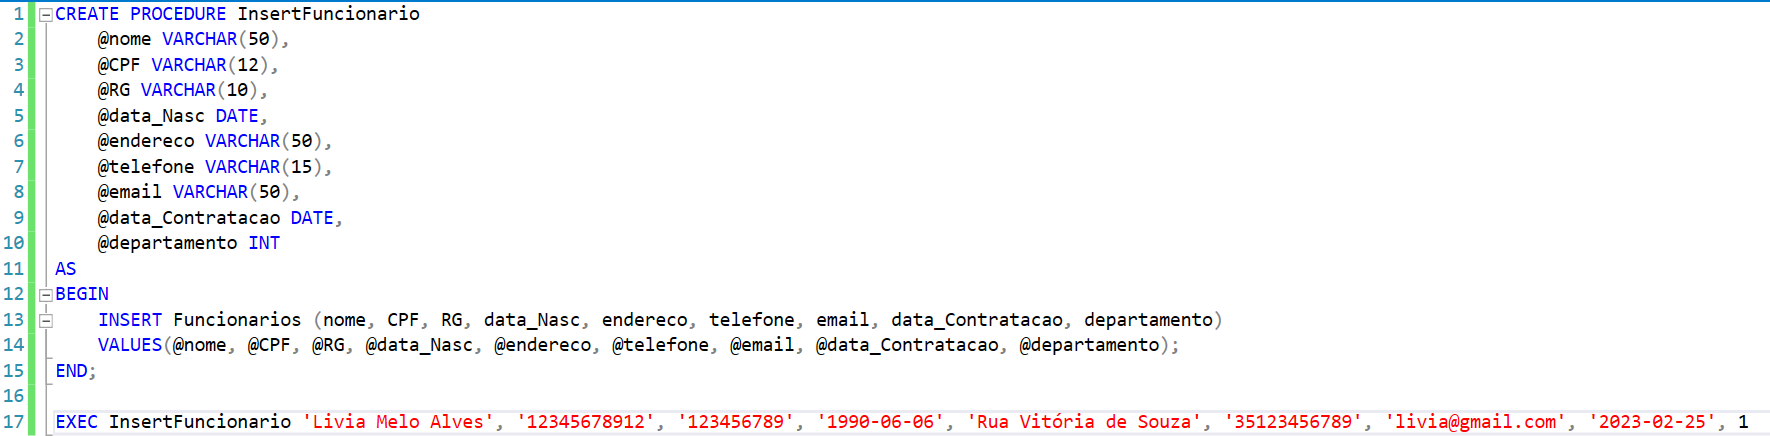 1 CREATE PROCEDURE InsertFuncionario
2 @nome VARCHAR(50),
3 @CPF VARCHAR(12),
4 @RG VARCHAR(10),
5 @data_Nasc DATE,
6 @endereco VARCHAR(50),
7 @telefone VARCHAR(15),
8 @email VARCHAR(50),
9 @data_Contratacao DATE,
10 @departamento INT
11 AS
12 BEGIN
13 INSERT Funcionarios (nome, CPF, RG, data_Nasc, endereco, telefone, email, data_Contratacao, departamento)
14 VALUES(@nome, @CPF, @RG, @data_Nasc, @endereco, @telefone, @email, @data_Contratacao, @departamento);
15 END;
16
17 EXEC InsertFuncionario 'Livia Melo Alves', '12345678912', '123456789', '1990-06-06', 'Rua Vitória de Souza', '35123456789', 'livia@gmail.com', '2023-02-25', 1